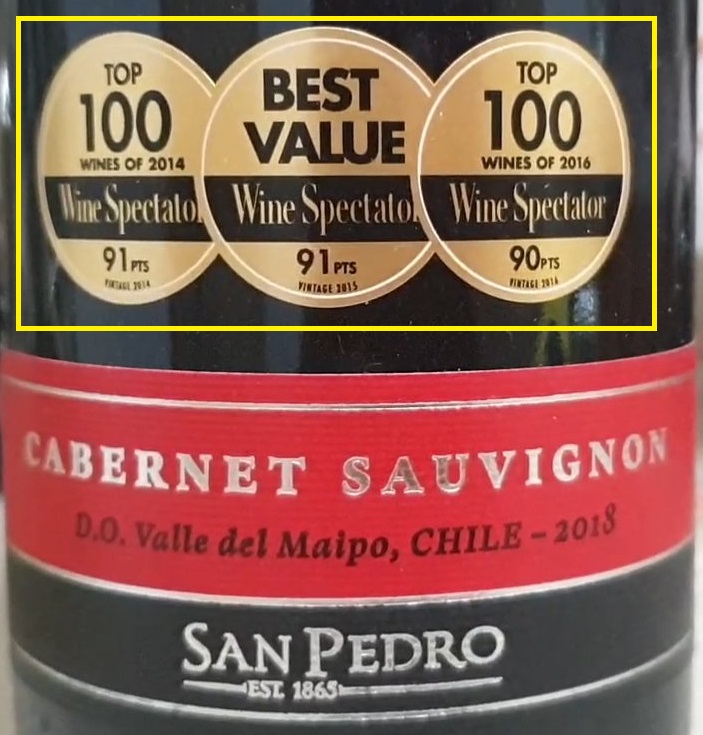 TOP
100
WINES OF 2014
Wine Spectator
91 PTS
VINTAGE 2014
BEST
VALUE
Wine Spectator
91 PTS
VINTAGE 2015
TOP
100
WINES OF 2016
Wine Spectator
90 PTS
VINTAGE 2016
CABERNET SAUVIGNON
D.O. Valle del Maipo, CHILE – 2018
SAN PEDRO
EST. 1865